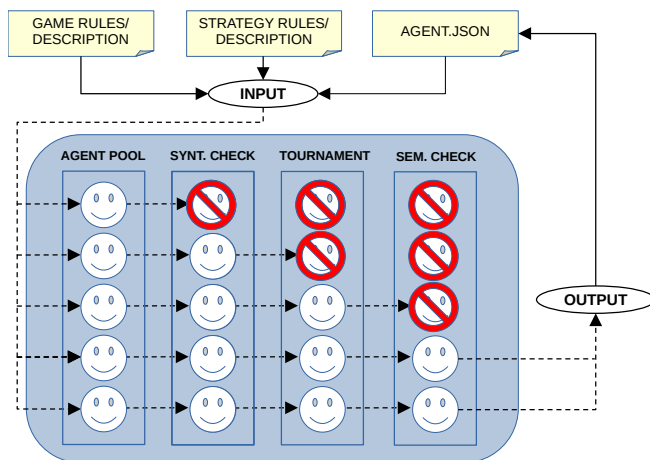 GAME RULES/
DESCRIPTION
STRATEGY RULES/
DESCRIPTION
AGENT.JSON
INPUT
AGENT POOL
SYNT. CHECK
TOURNAMENT
SEM. CHECK
OUTPUT